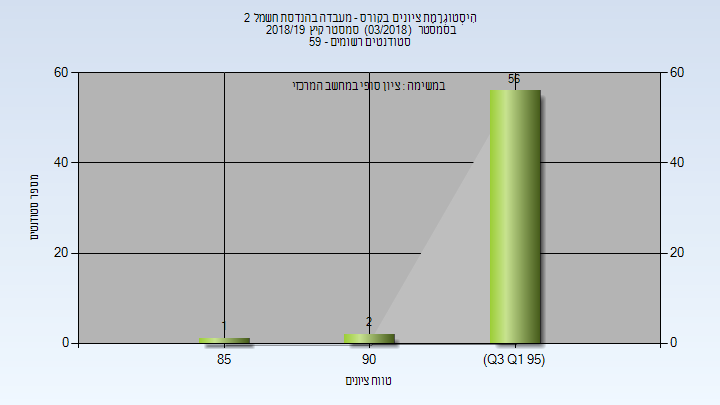 היסטוגרמת ציונים בקורס - מעבדה בהנדסת חשמל 2
בסמסטר (03/2018) סמסטר קיץ 2018/19
סטודנטים רשומים - 59
במשימה : ציון סופי במחשב המרכזי
60
40
20
0
60
40
20
0
מספר סטודנטים
1
2
56
85
90
(Q3 Q1 95)
טווח ציונים